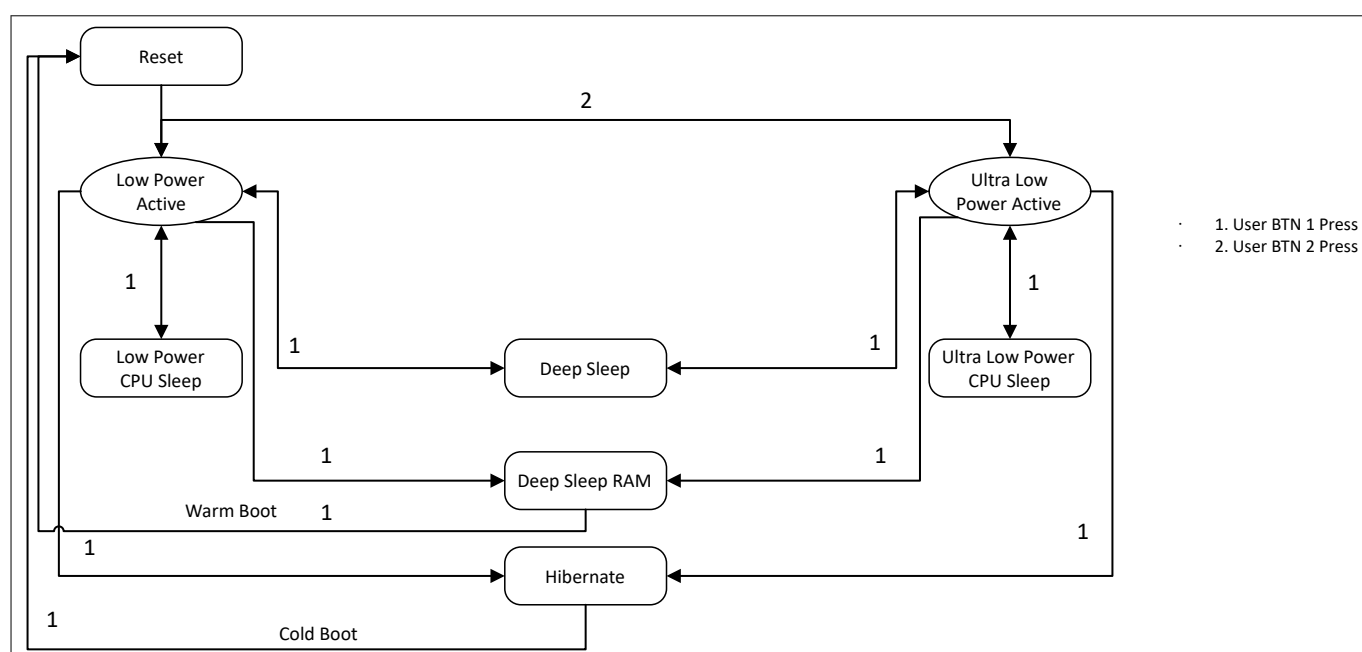 Reset
2
Low Power
Active
Ultra Low
Power Active
· 1. User BTN 1 Press
· 2. User BTN 2 Press
1
1
Low Power
CPU Sleep
1
Deep Sleep
1
Ultra Low Power
CPU Sleep
1
Deep Sleep RAM
1
Warm Boot
1
1
1
Hibernate
1
Cold Boot